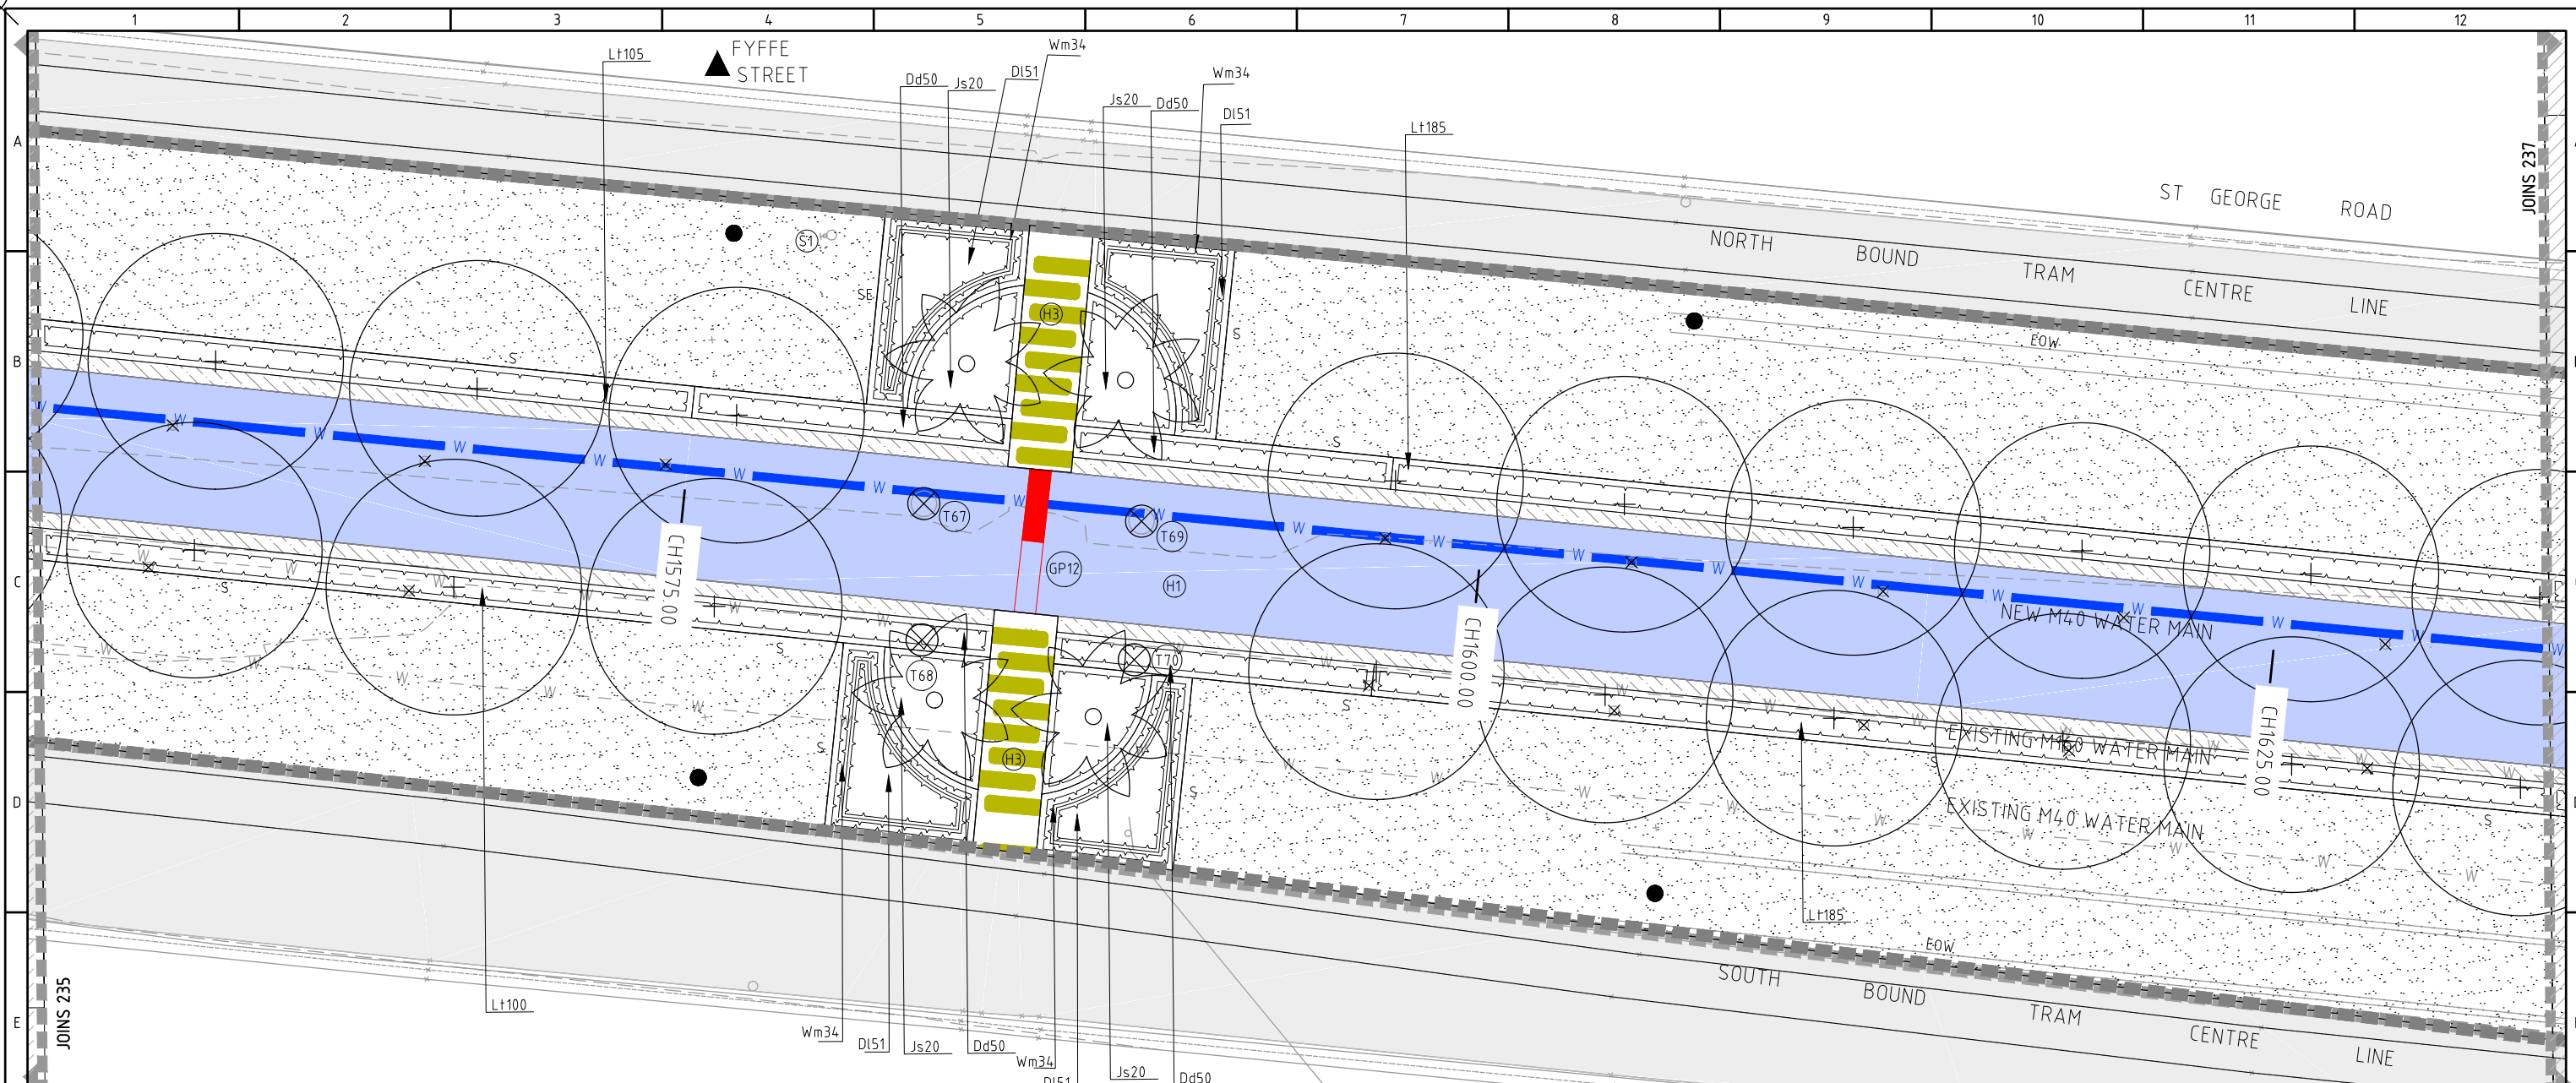 1 2 3 4 5 6 7 8 9 10 11 12
FYFFE
STREET
Lt105
Dd50
Js20
Dl51
Wm34
Js20
Dd50
Wm34
Dl51
Lt185
A
JOINS 237
ST GEORGE ROAD
NORTH BOUND TRAM CENTRE LINE
S1
SE
H3
S
S
EOW
B
S
W W W W W W W W W W W W W W W W W W W
T67
T69
GP12
H1
CH1575.00
CH1600.00
CH1625.00
C
S
W W W W W W
NEW M40 WATER MAIN
T68
T70
S
S
S
H3
S
S
S
EXISTING M150 WATER MAIN
EXISTING M40 WATER MAIN
W W W W W W W W W W W W W W W
D
Lt185
EOW
SOUTH BOUND TRAM CENTRE LINE
JOINS 235
E
Lt100
Wm34
Dl51
Js20
Dd50
Wm34
Dl51
Js20
Dd50